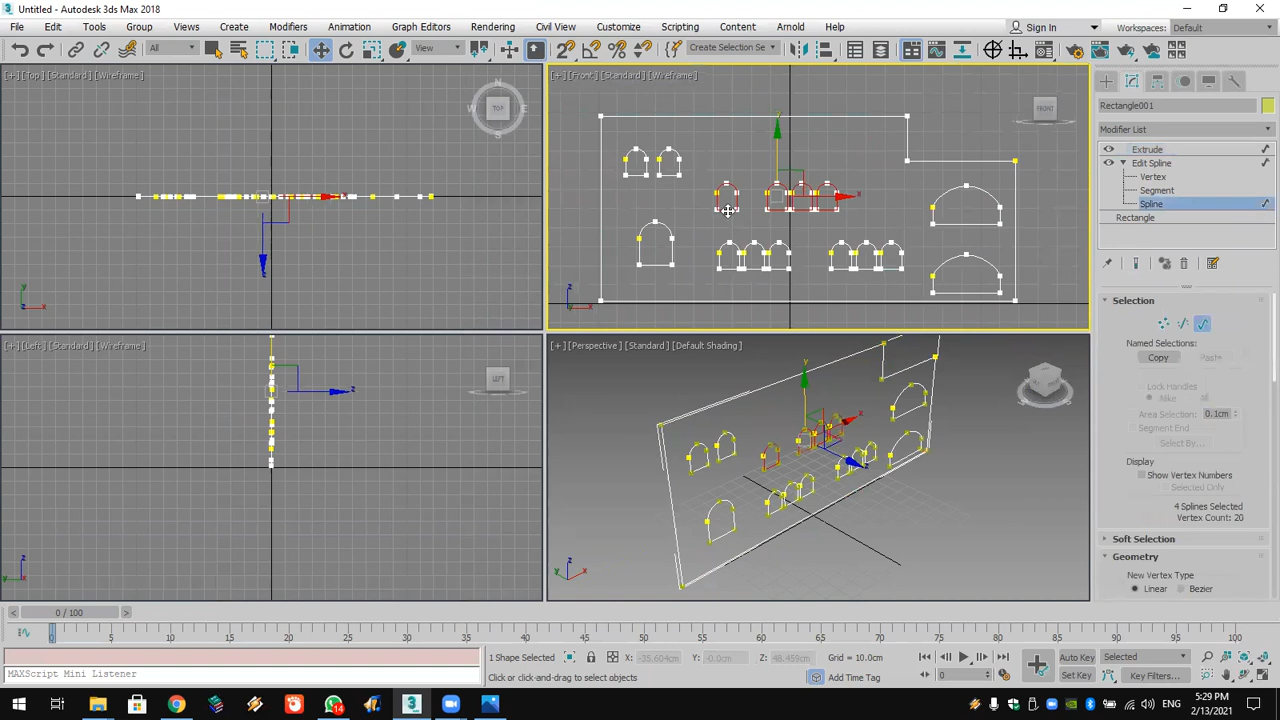 Untitled - Autodesk 3ds Max 2018
File Edit Tools Group Views Create Modifiers Animation Graph Editors Rendering Civil View Customize Scripting Content Arnold Help Sign In Workspaces: Default
All View Create Selection Se
[+][Top][Standard][Wireframe]
N
W TOP E
[+][Front][Standard][Wireframe]
FRONT
Rectangle001
Modifier List
Extrude
Edit Spline
Vertex
Segment
Spline
Rectangle
y
x
z
y
x
z
x
[+][Left][Standard][Wireframe]
LEFT
z
y
[+][Perspective][Standard][Default Shading]
y
x
z
z
x
Selection
Named Selections:
Copy Paste
Lock Handles
Alike All
Area Selection: 0.1cm
Segment End
Select By...
Display
Show Vertex Numbers
Selected Only
4 Splines Selected
Vertex Count: 20
Soft Selection
Geometry
New Vertex Type
Linear Bezier
0 / 100
0 5 10 15 20 25 30 35 40 45 50 55 60 65 70 75 80 85 90 95 100
MAXScript Mini Listener
1 Shape Selected
Click or click-and-drag to select objects
X: -35.604cm Y: -0.0cm Z: 48.459cm Grid = 10.0cm
Add Time Tag
0
Auto Key Selected
Set Key Key Filters...
14
3
ENG
5:29 PM
2/13/2021